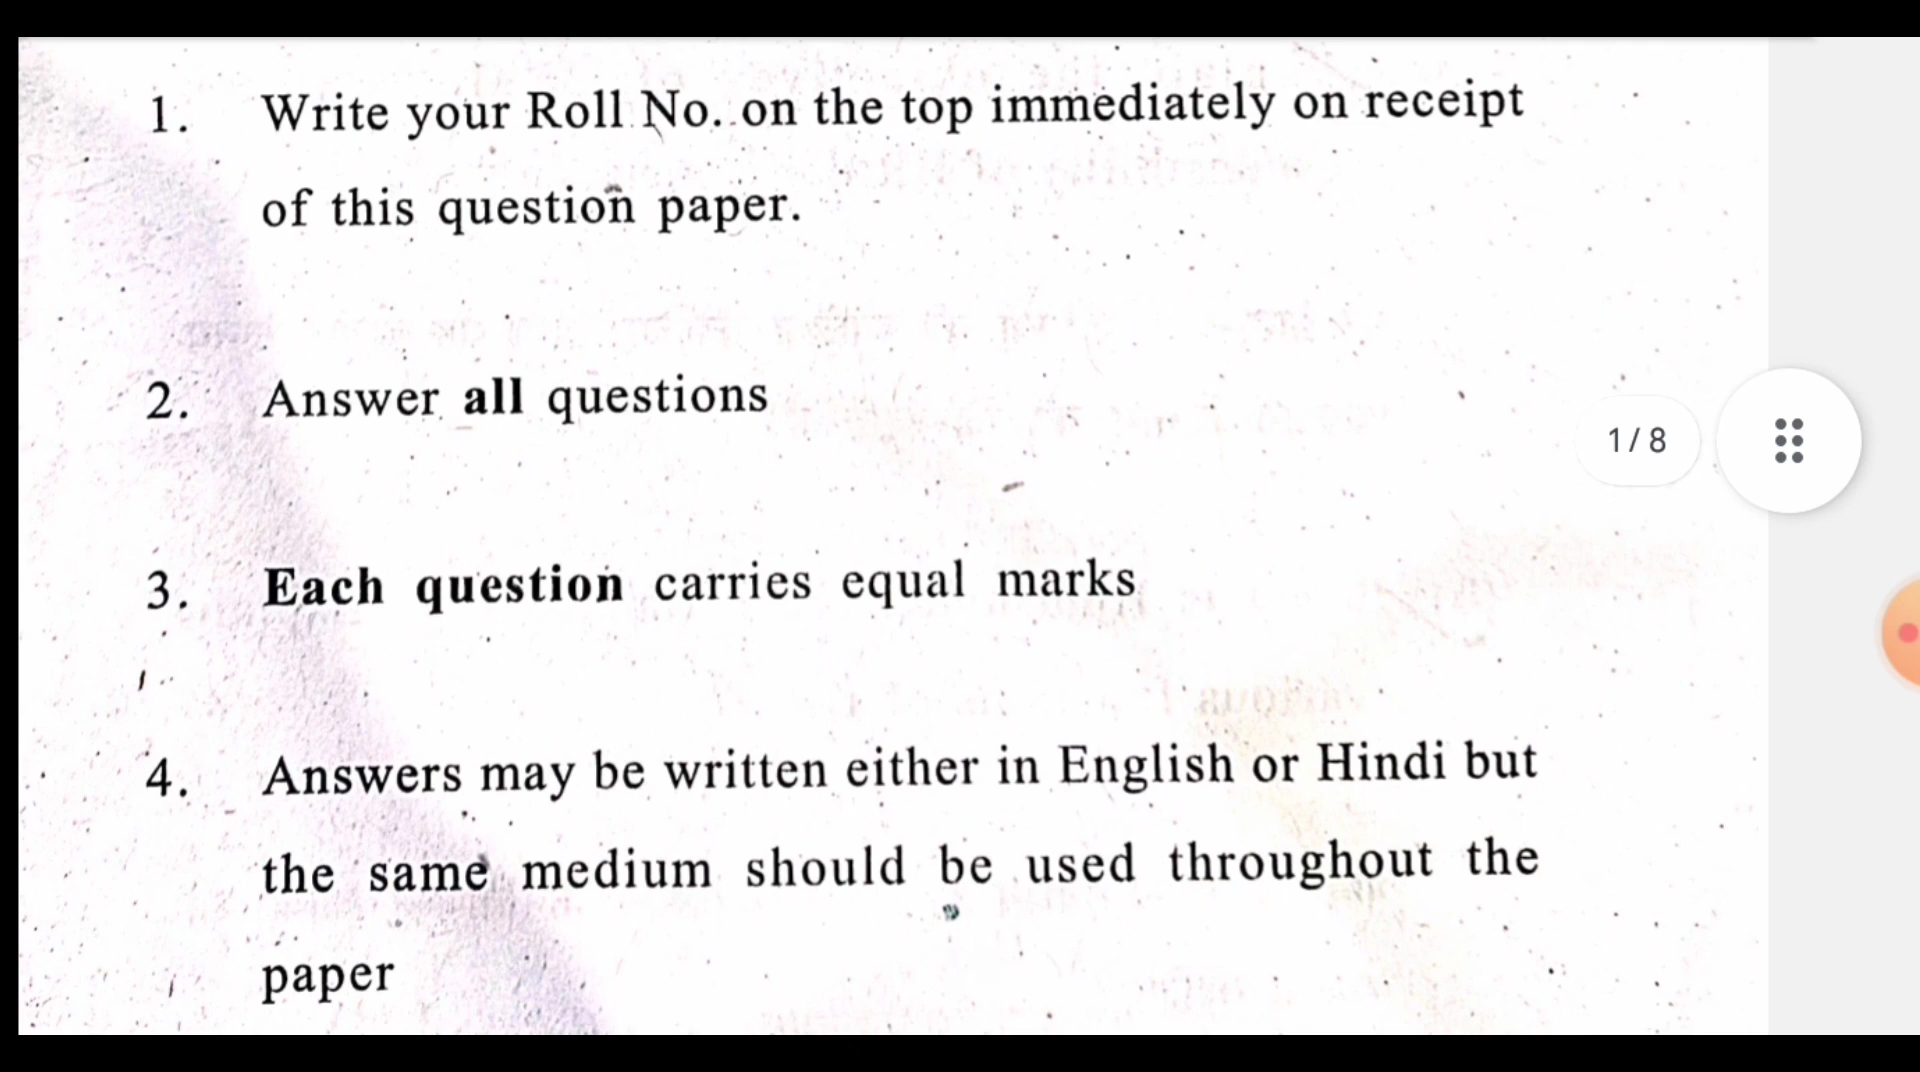 1. Write your Roll No. on the top immediately on receipt
of this question paper.
2. Answer all questions
1 / 8
3. Each question carries equal marks
4. Answers may be written either in English or Hindi but
the same medium should be used throughout the
paper